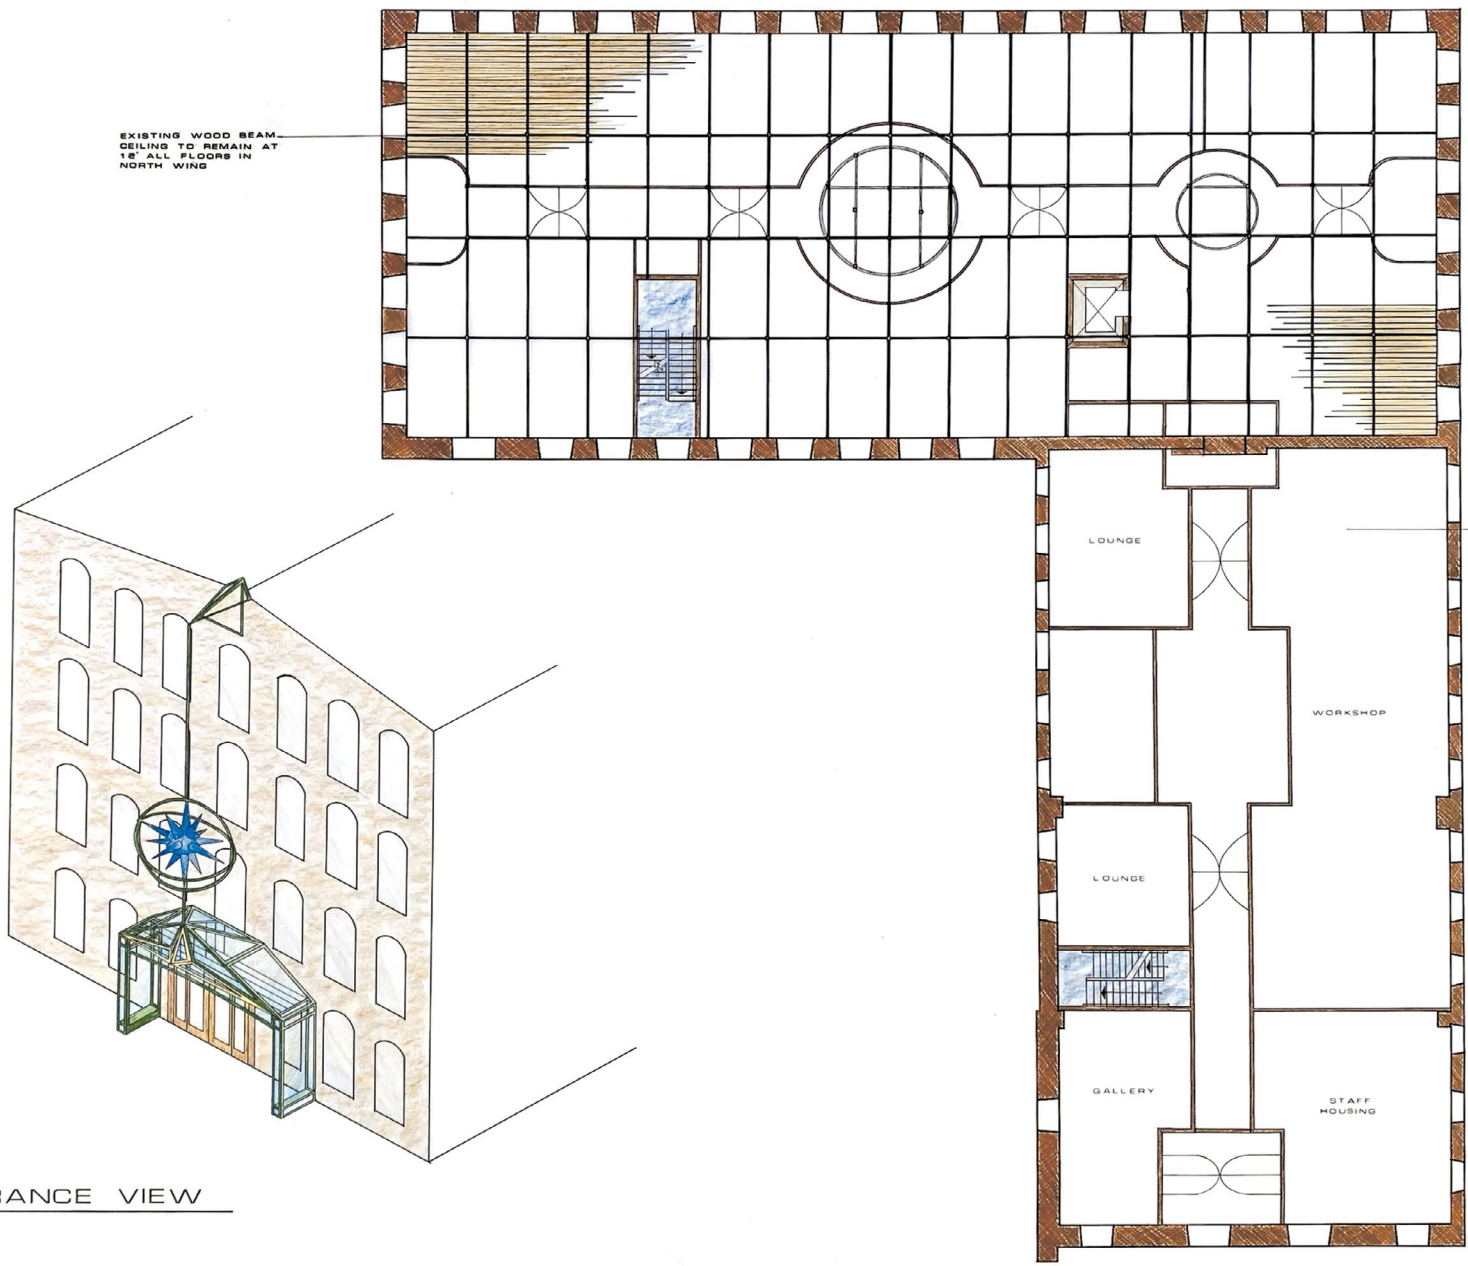 EXISTING WOOD BEAM
CEILING TO REMAIN AT
12' ALL FLOORS IN
NORTH WING
LOUNGE
WORKSHOP
LOUNGE
GALLERY
STAFF
HOUSING
RANCE VIEW